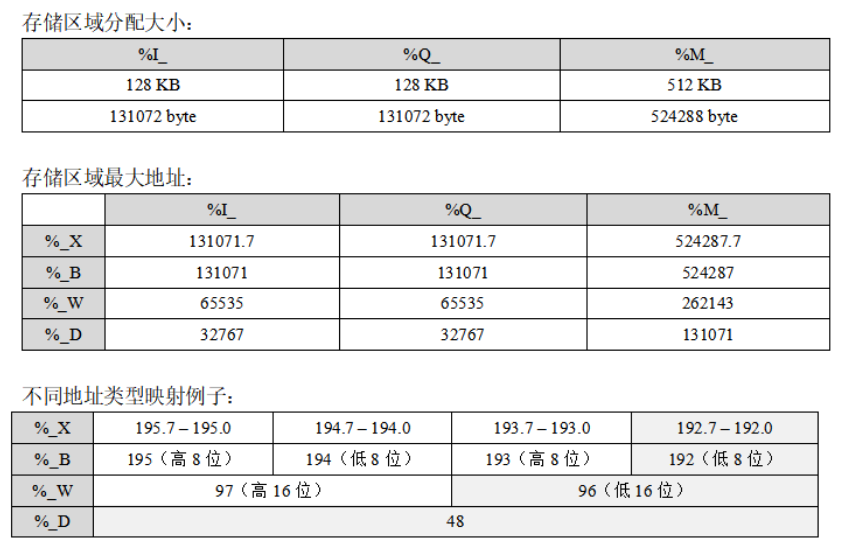 存储区域分配大小：
%I_ %Q_ %M_
128 KB 128 KB 512 KB
131072 byte 131072 byte 524288 byte
存储区域最大地址：
%I_ %Q_ %M_
%_X 131071.7 131071.7 524287.7
%_B 131071 131071 524287
%_W 65535 65535 262143
%_D 32767 32767 131071
不同地址类型映射例子：
%_X 195.7 – 195.0 194.7 – 194.0 193.7 – 193.0 192.7 – 192.0
%_B 195（高 8 位） 194（低 8 位） 193（高 8 位） 192（低 8 位）
%_W 97（高 16 位） 96（低 16 位）
%_D 48